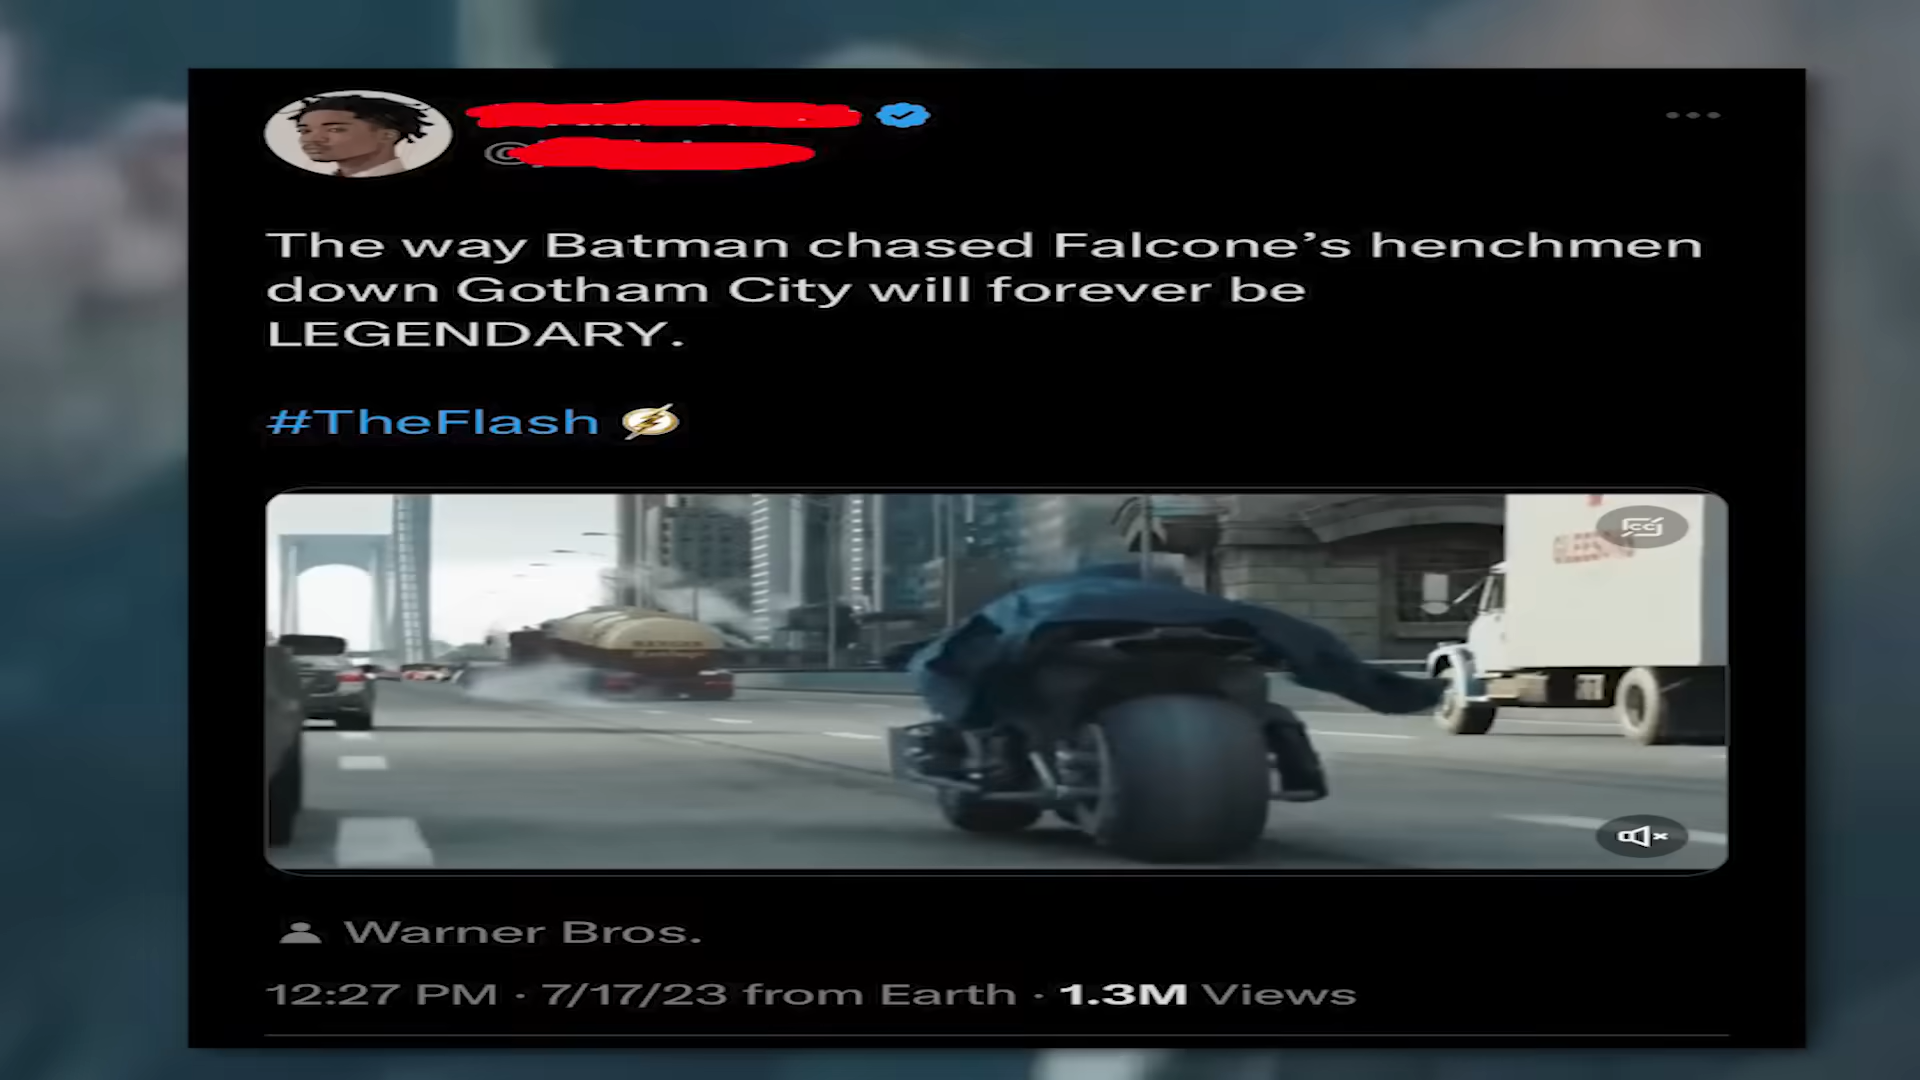 @
The way Batman chased Falcone’s henchmen
down Gotham City will forever be
LEGENDARY.
#TheFlash
CC
Warner Bros.
12:27 PM · 7/17/23 from Earth · 1.3M Views